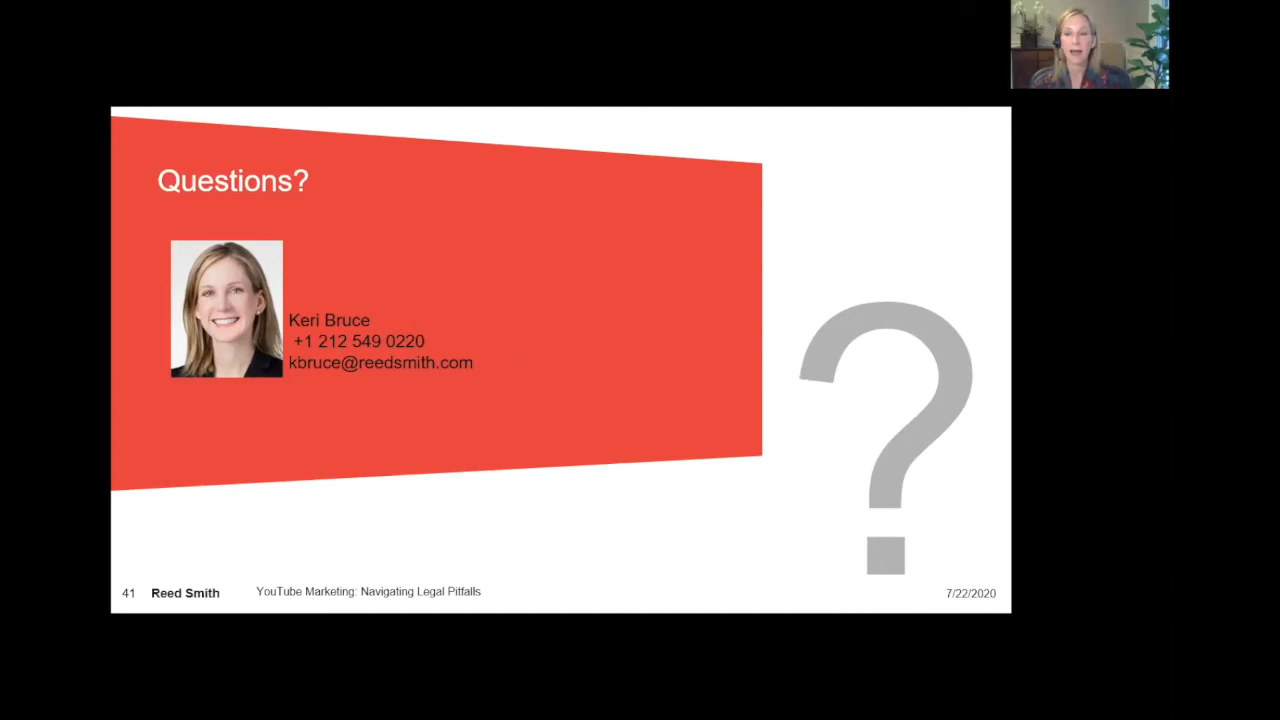 Questions?
Keri Bruce
+1 212 549 0220
kbruce@reedsmith.com
?
41 Reed Smith YouTube Marketing: Navigating Legal Pitfalls 7/22/2020